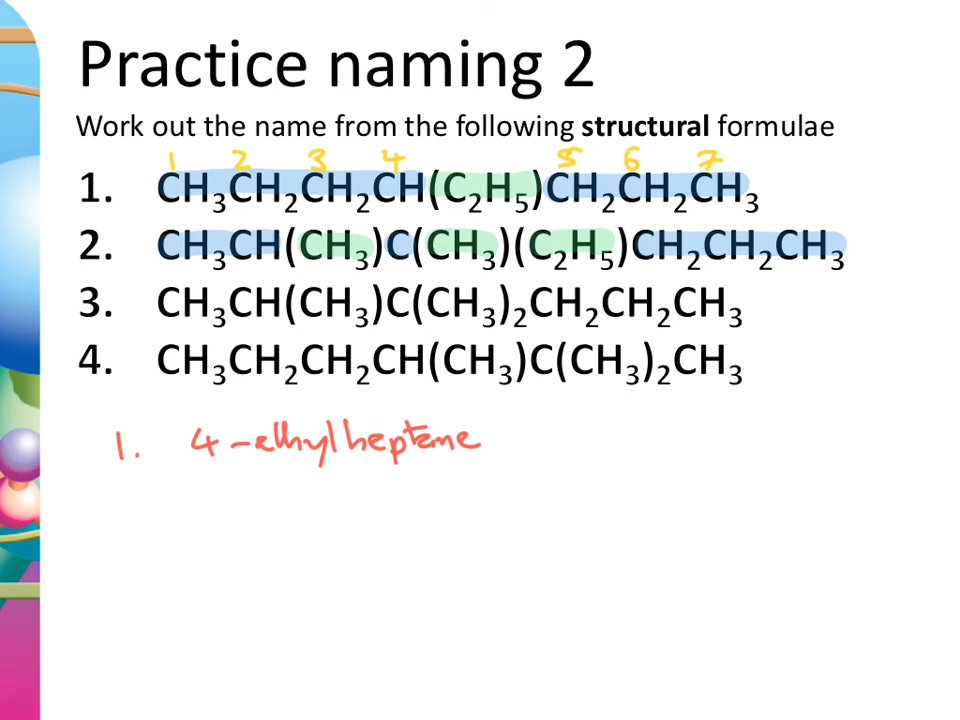 Practice naming 2
Work out the name from the following structural formulae
1 2 3 4 5 6 7
1. CH₃CH₂CH₂CH(C₂H₅)CH₂CH₂CH₃
2. CH₃CH(CH₃)C(CH₃)(C₂H₅)CH₂CH₂CH₃
3. CH₃CH(CH₃)C(CH₃)₂CH₂CH₂CH₃
4. CH₃CH₂CH₂CH(CH₃)C(CH₃)₂CH₃
1. 4-ethylheptane